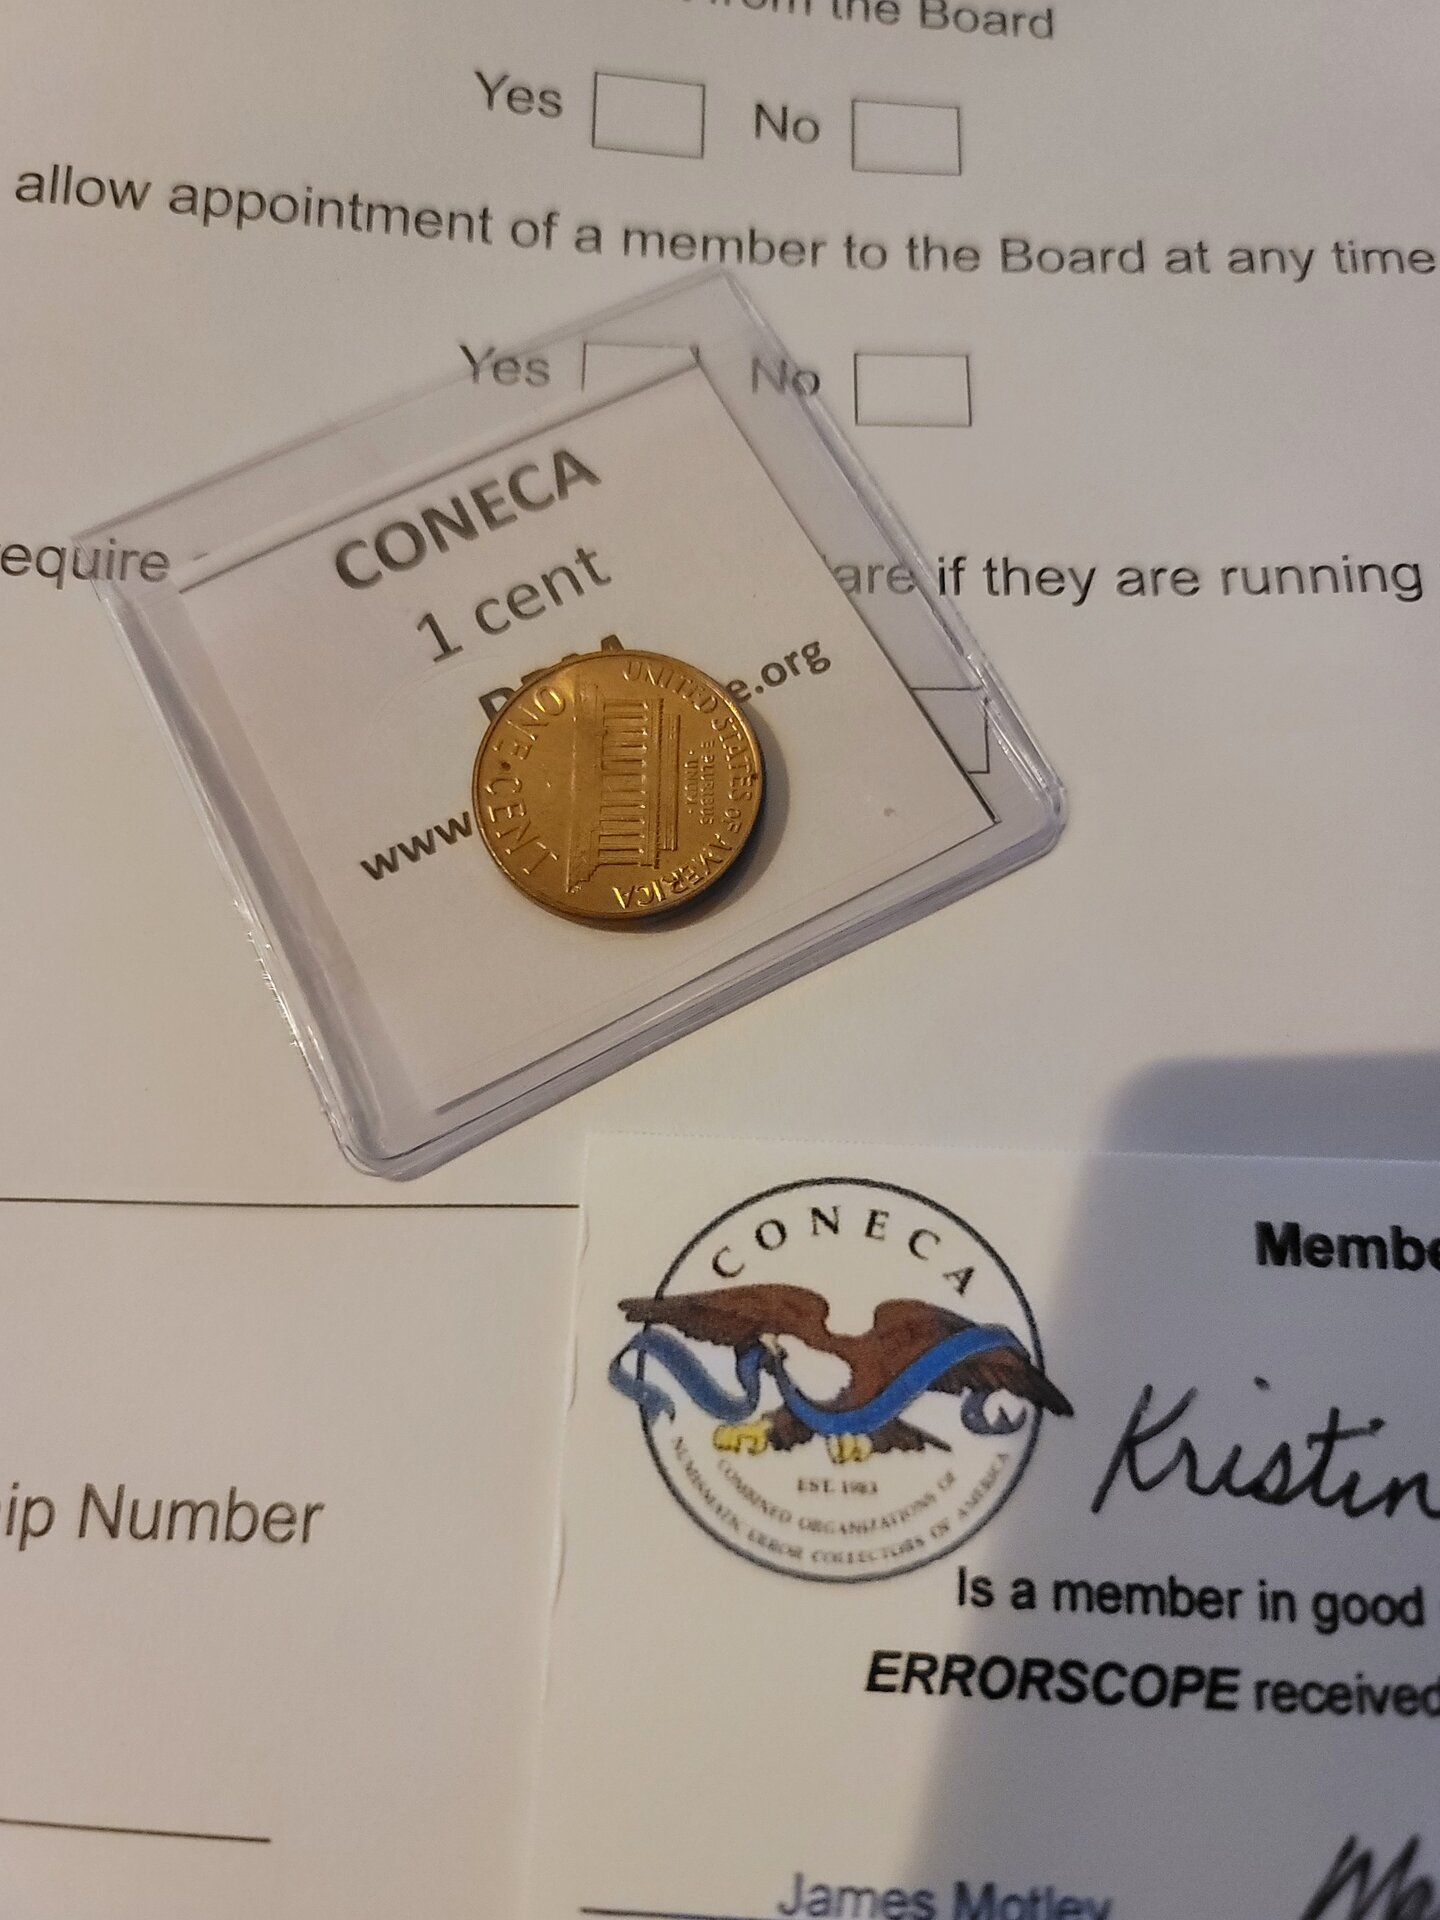 from the Board
Yes No
allow appointment of a member to the Board at any time
Yes No
equire
are if they are running
CONECA
1 cent
www
e.org
ONE CENT
UNITED STATES OF AMERICA
E PLURIBUS
UNUM
ip Number
CONECA
EST. 1983
COMBINED ORGANIZATIONS OF
NUMISMATIC ERROR COLLECTORS OF AMERICA
Membe
Kristin
Is a member in good
ERRORSCOPE received
James Motley